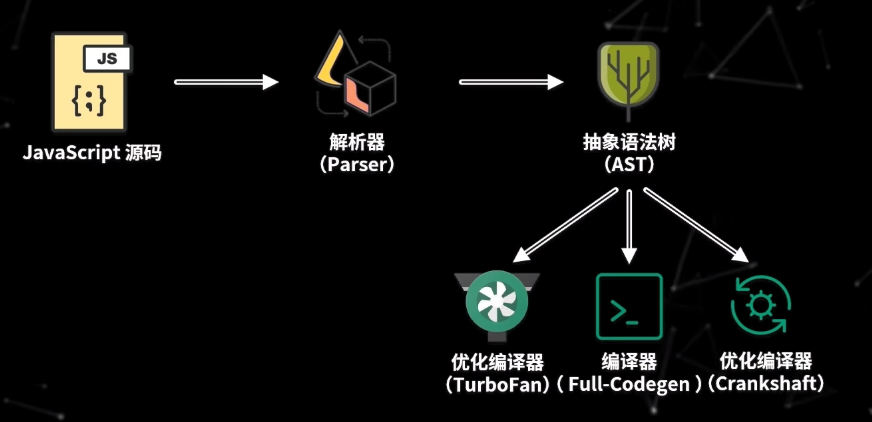 JS
{;}
JavaScript 源码
解析器
（Parser）
抽象语法树
（AST）
>_
优化编译器
（TurboFan）
编译器
（ Full-Codegen ）
优化编译器
（Crankshaft）